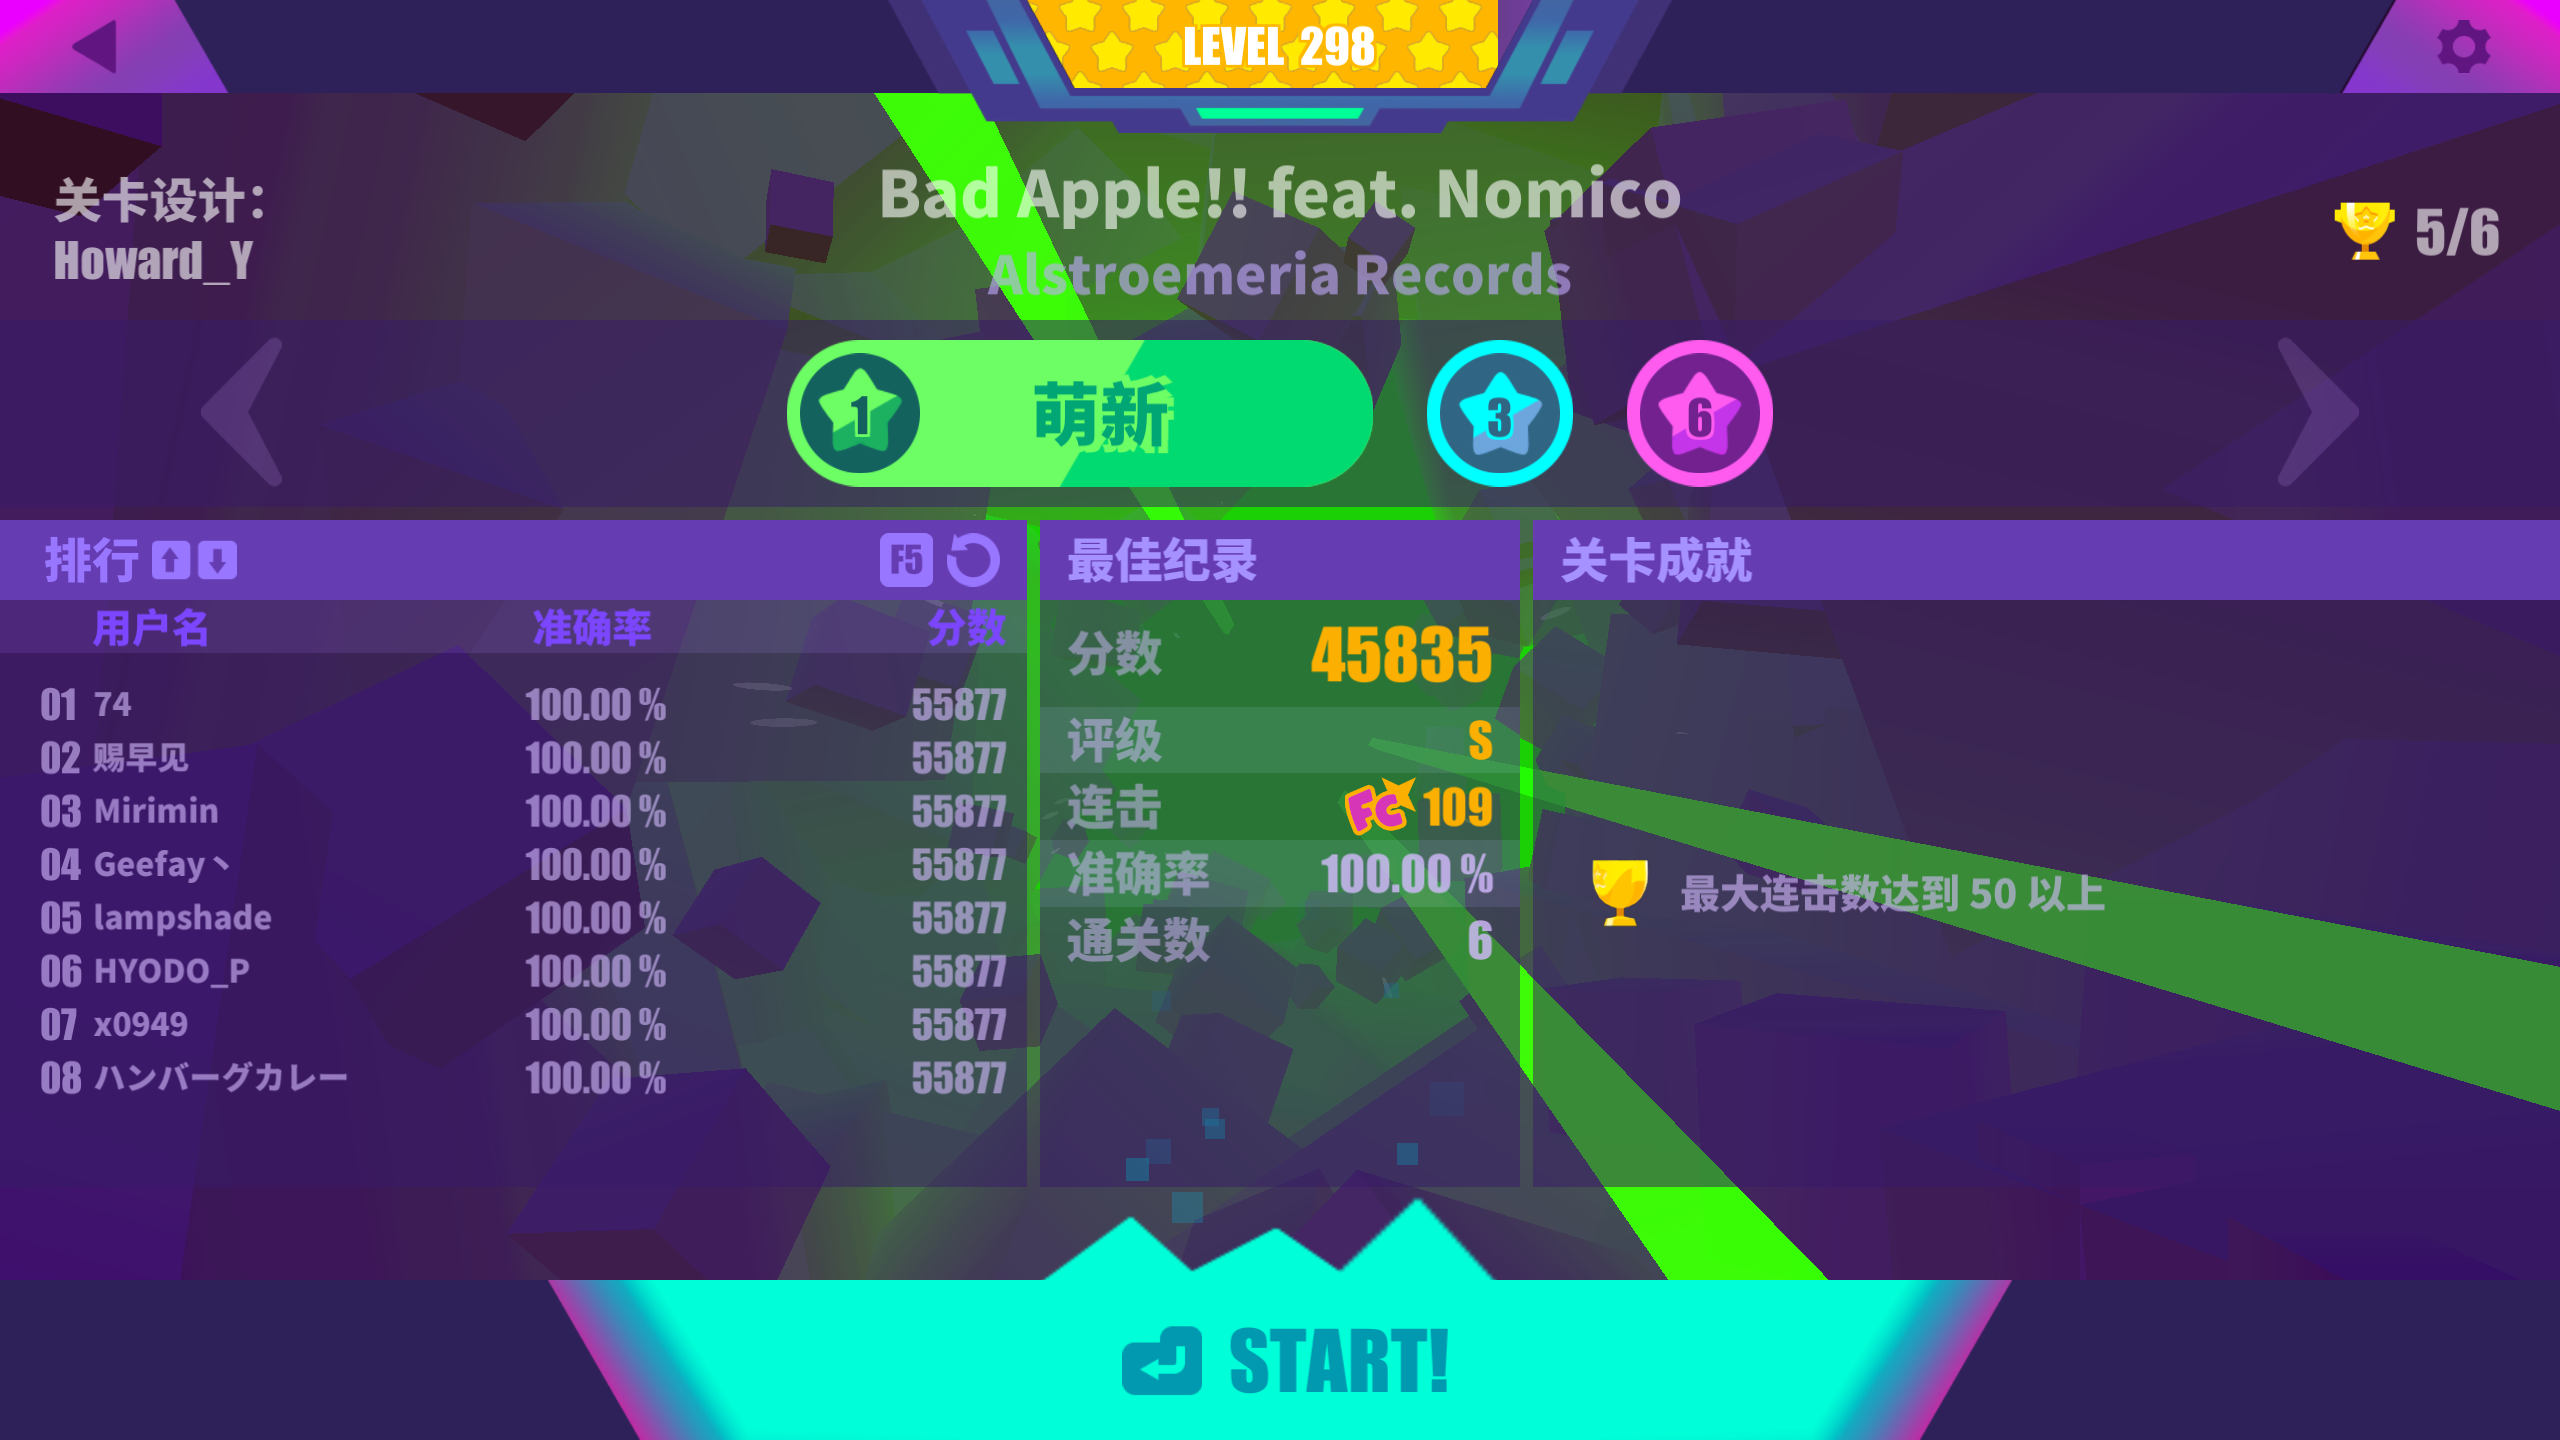 LEVEL 298
关卡设计：
Howard_Y
Bad Apple!! feat. Nomico
Alstroemeria Records
5/6
1 萌新
3
6
排行
F5
用户名 准确率 分数
01 74 100.00 % 55877
02 赐早见 100.00 % 55877
03 Mirimin 100.00 % 55877
04 Geefay丶 100.00 % 55877
05 lampshade 100.00 % 55877
06 HYODO_P 100.00 % 55877
07 x0949 100.00 % 55877
08 ハンバーグカレー 100.00 % 55877
最佳纪录
分数 45835
评级 S
连击 FC 109
准确率 100.00 %
通关数 6
关卡成就
最大连击数达到 50 以上
START!